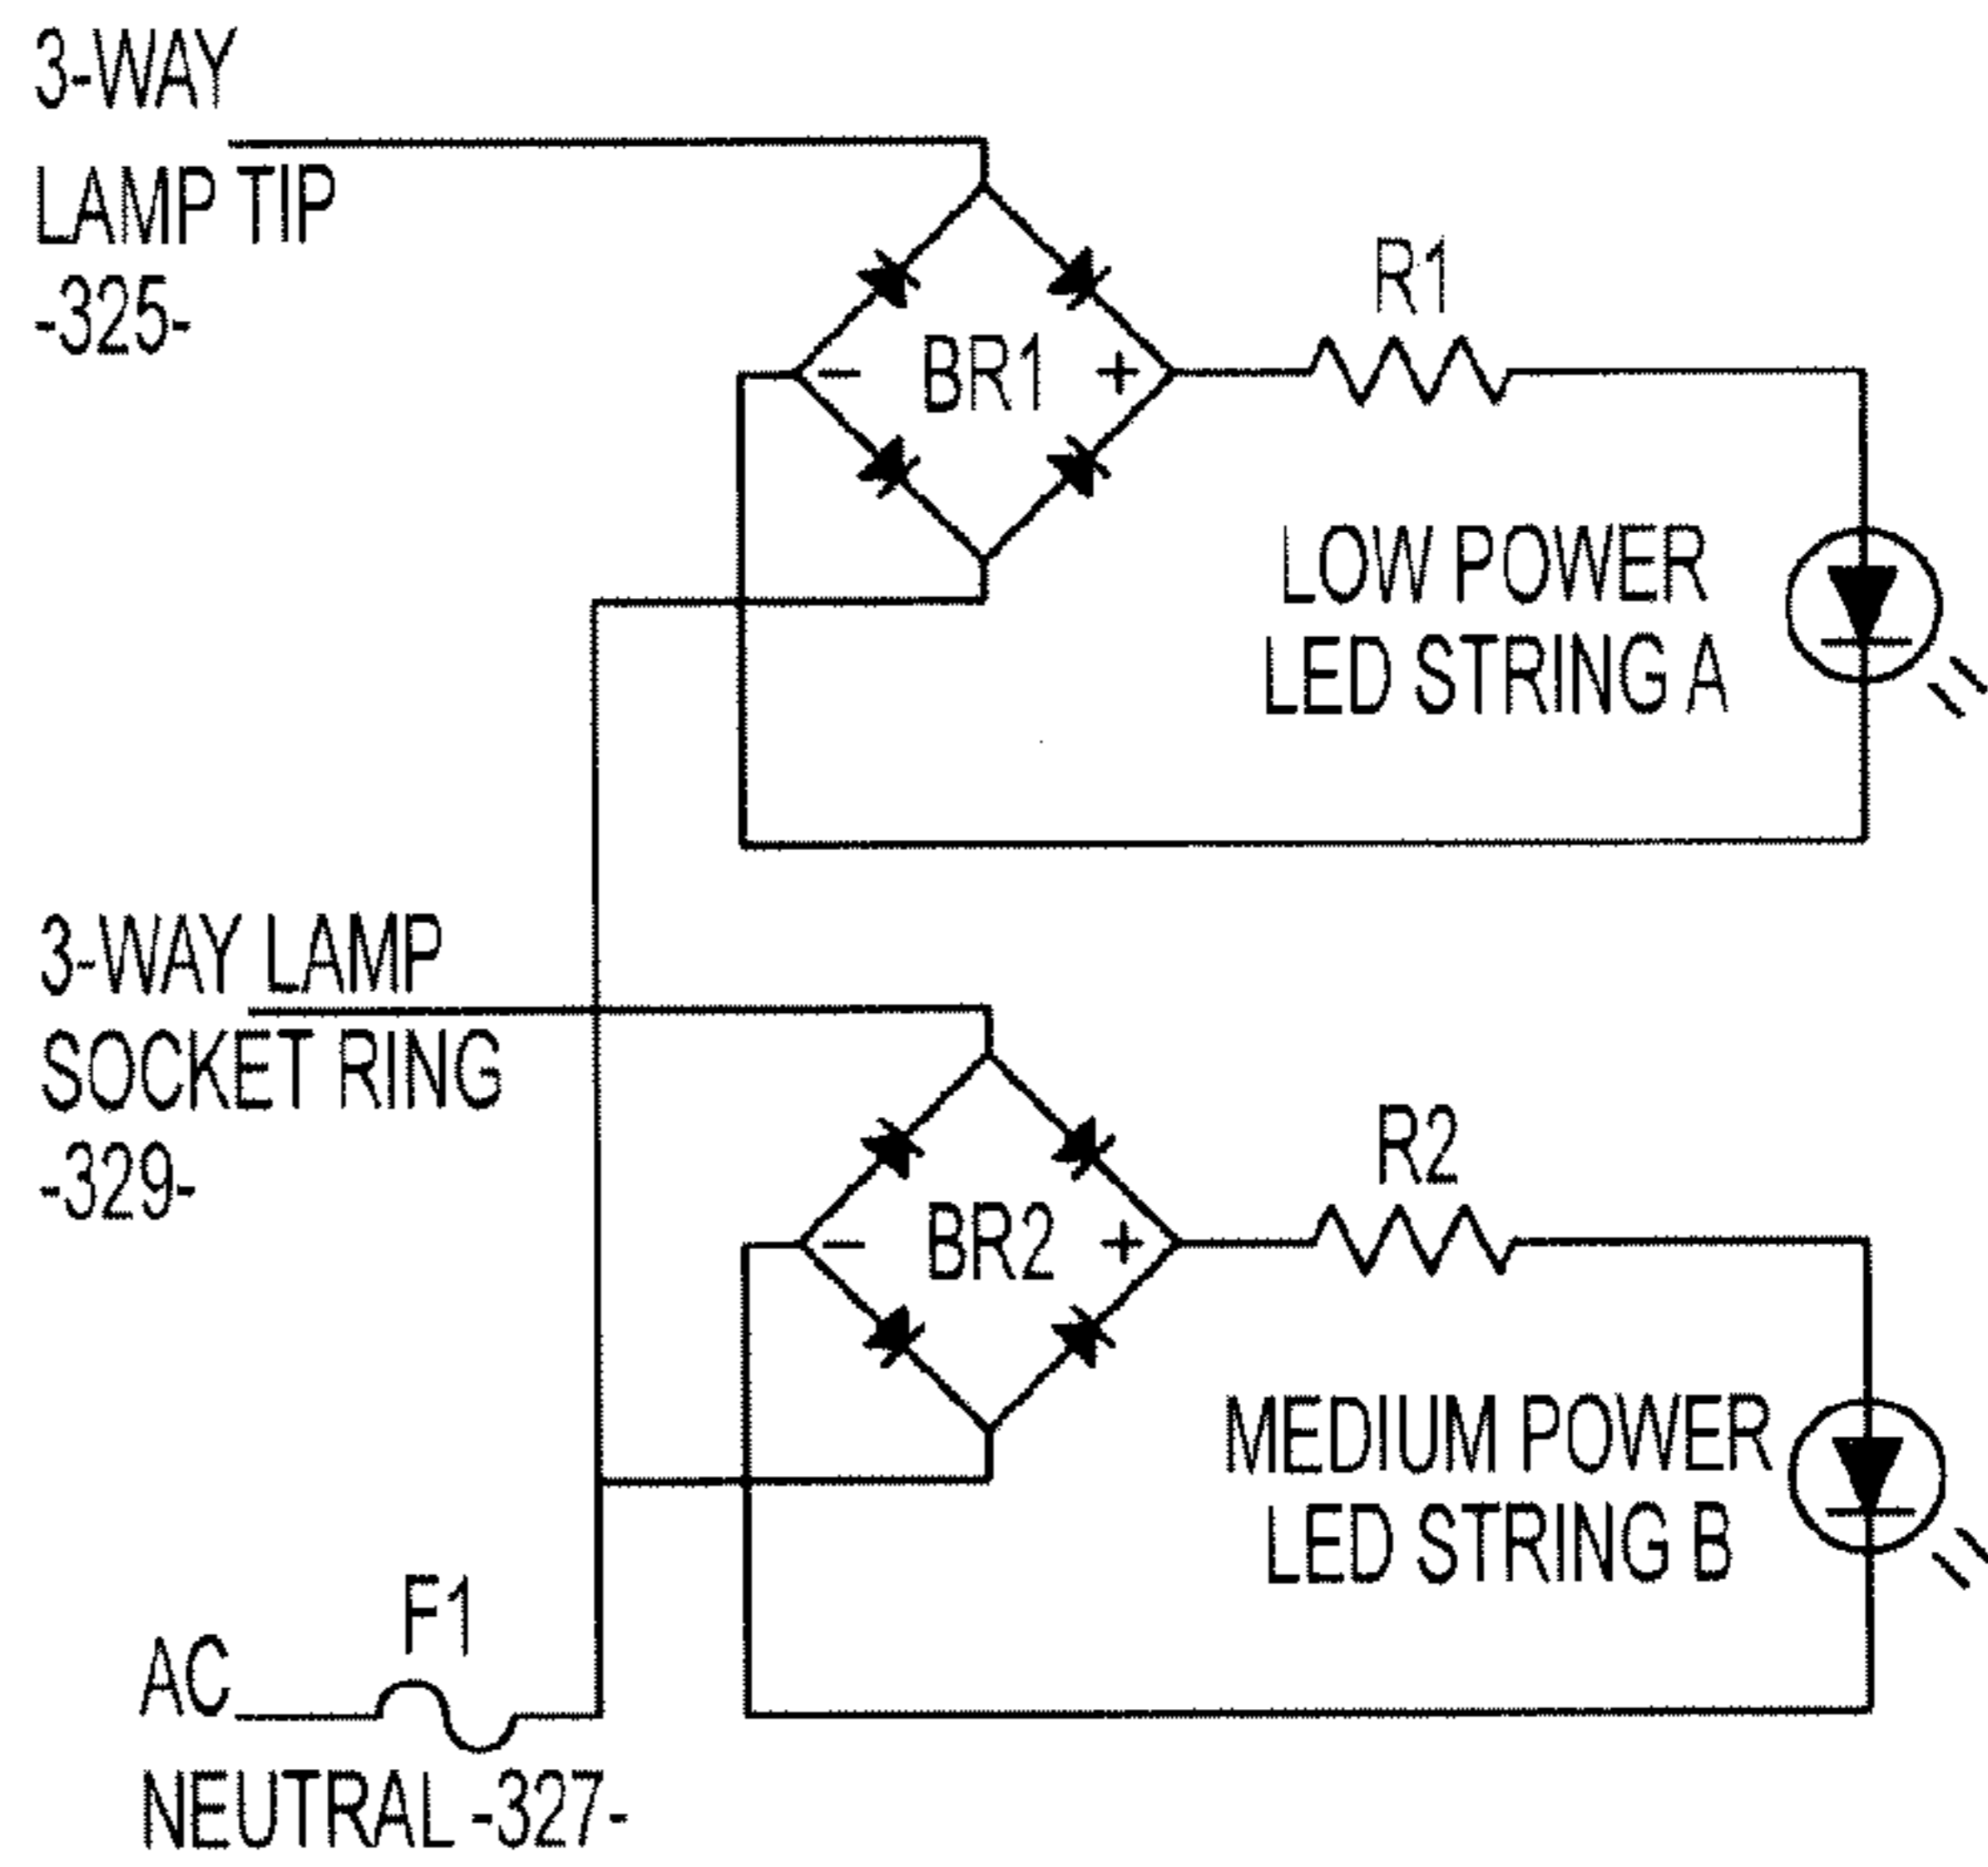 3-WAY
LAMP TIP
-325-
R1
− BR1 +
LOW POWER
LED STRING A
3-WAY LAMP
SOCKET RING
-329-
R2
− BR2 +
MEDIUM POWER
LED STRING B
F1
AC
NEUTRAL -327-